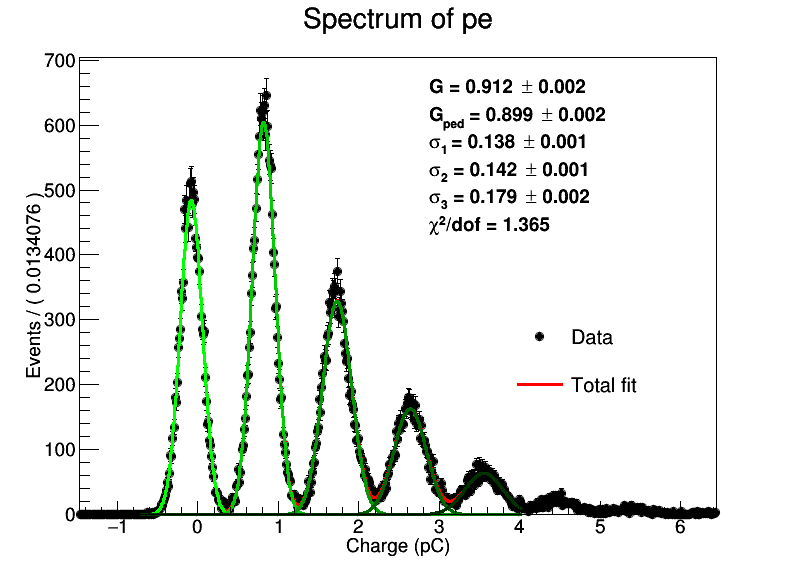 Spectrum of pe
Events / ( 0.0134076 )
700
600
500
400
300
200
100
0
G = 0.912 ± 0.002
Gped = 0.899 ± 0.002
σ1 = 0.138 ± 0.001
σ2 = 0.142 ± 0.001
σ3 = 0.179 ± 0.002
χ²/dof = 1.365
Data
Total fit
−1 0 1 2 3 4 5 6
Charge (pC)